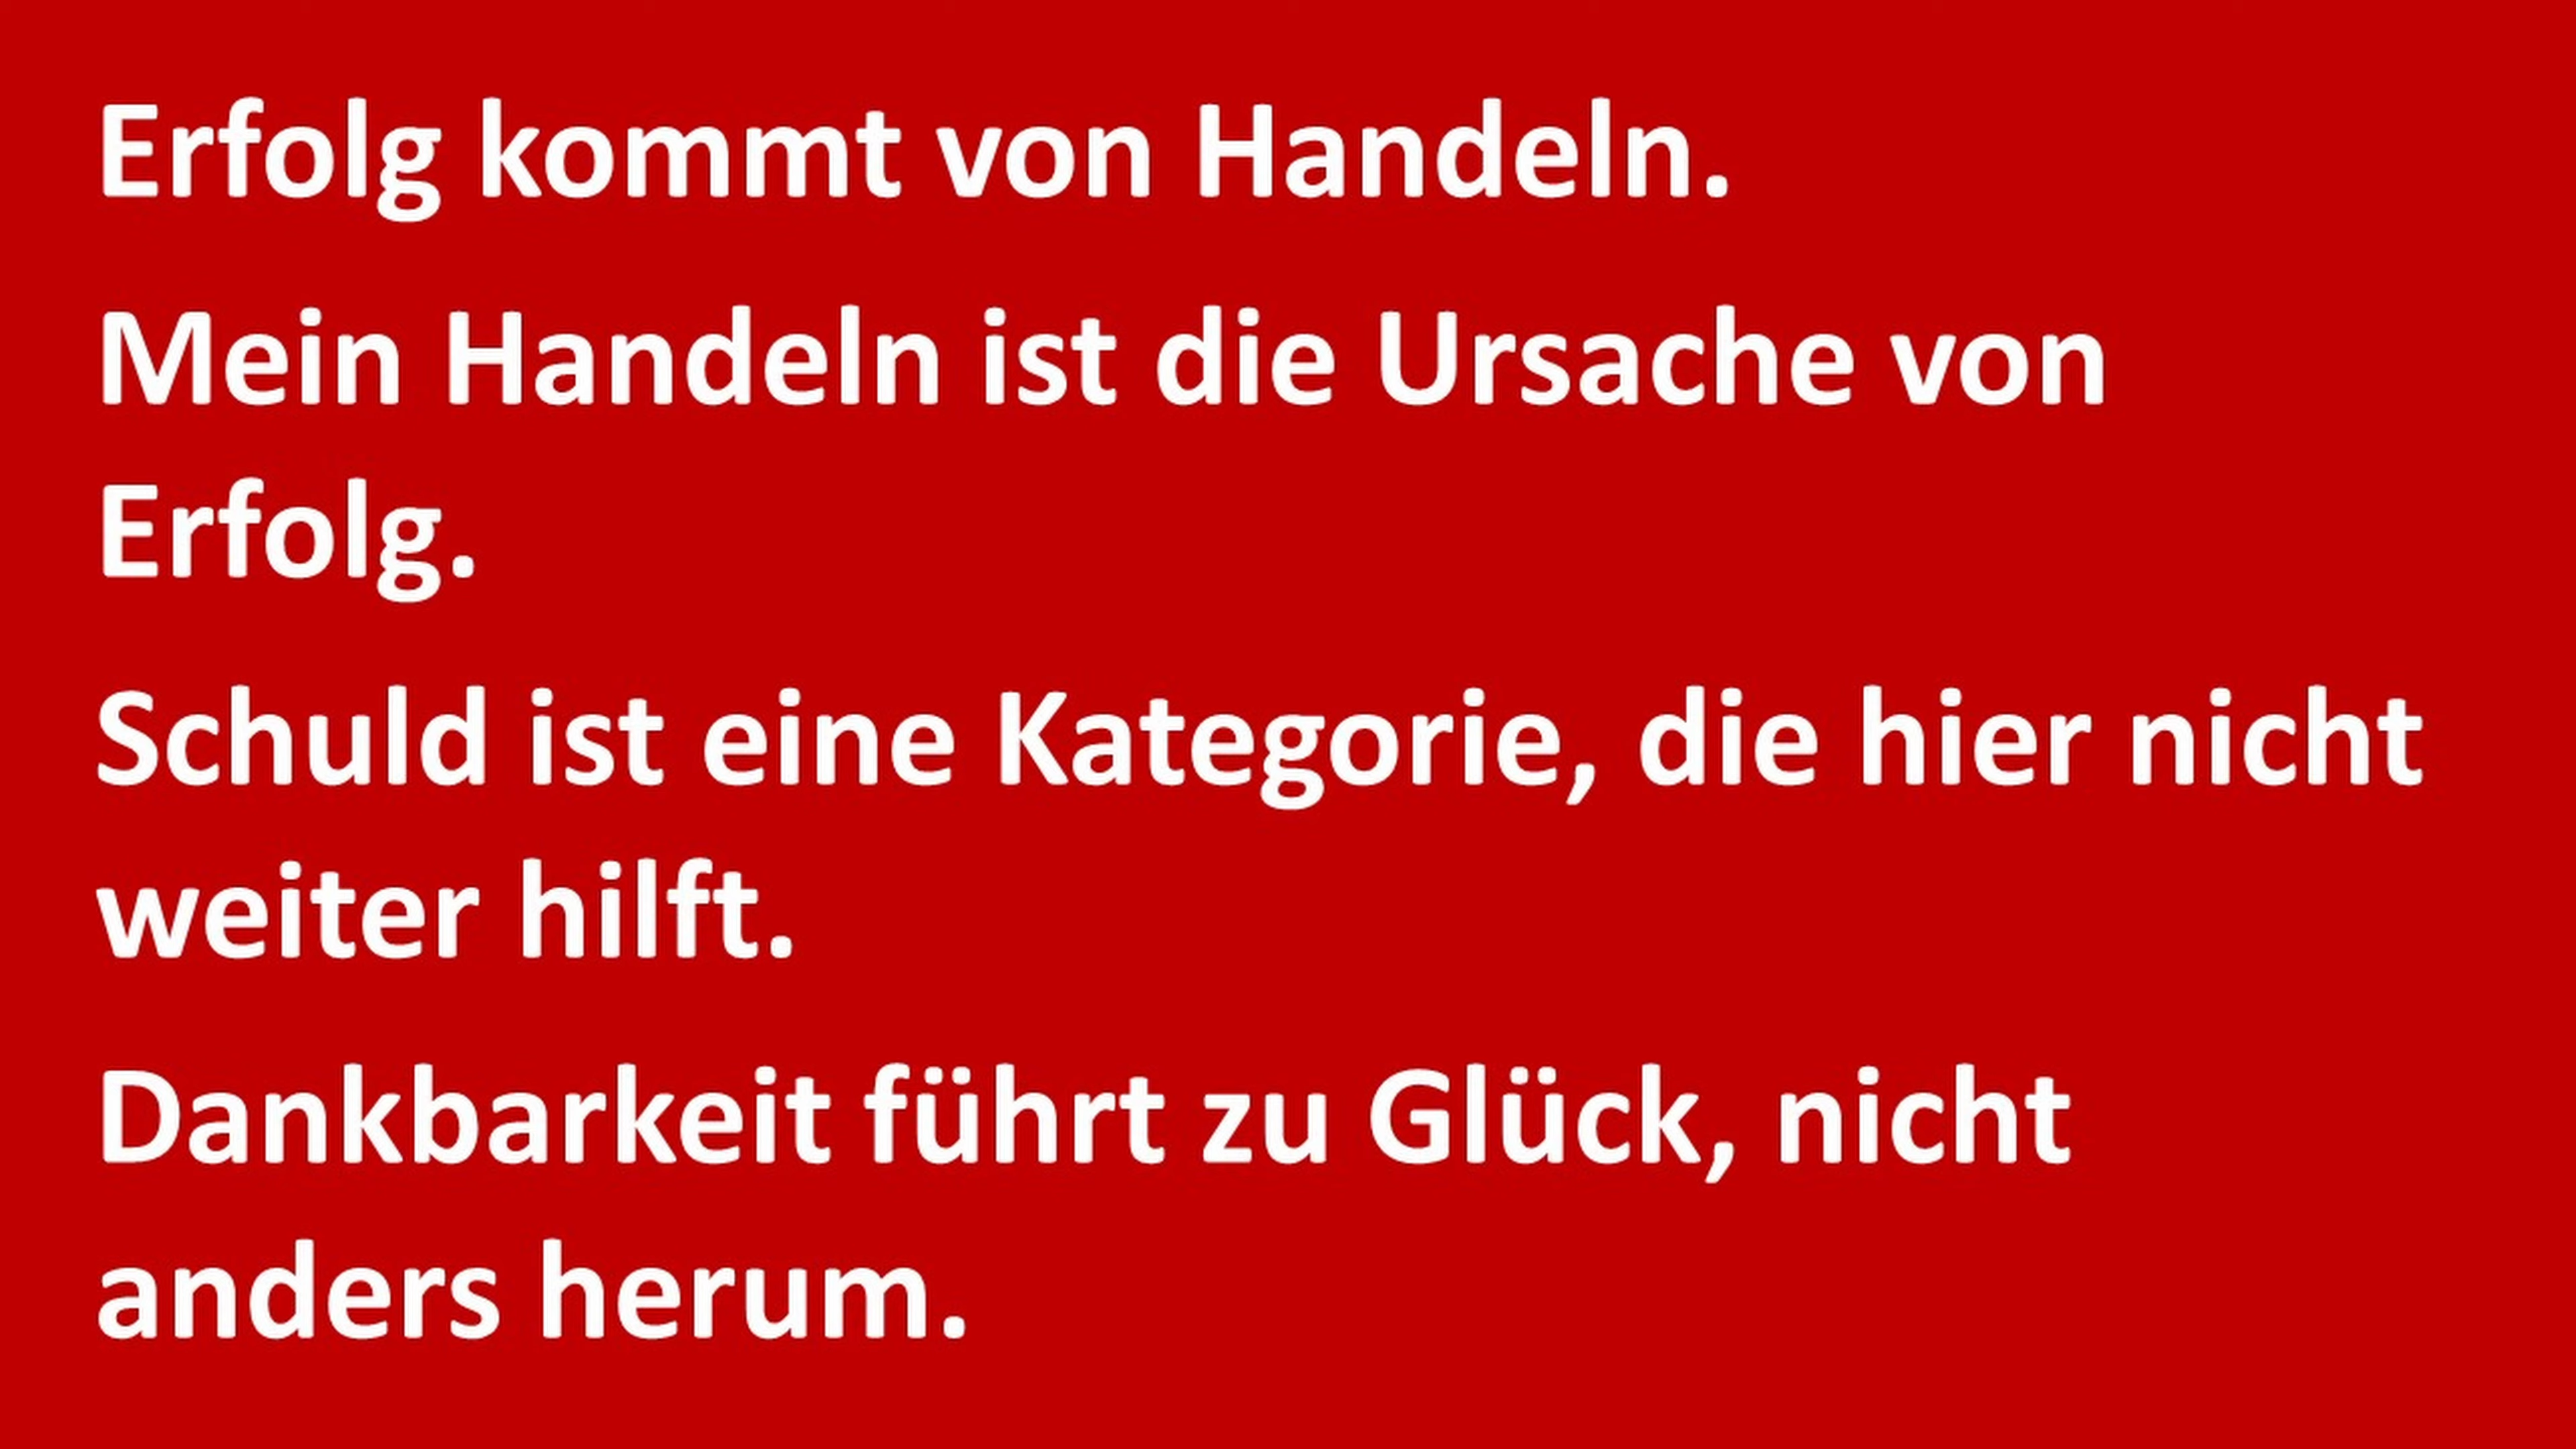 Erfolg kommt von Handeln.
Mein Handeln ist die Ursache von
Erfolg.
Schuld ist eine Kategorie, die hier nicht
weiter hilft.
Dankbarkeit führt zu Glück, nicht
anders herum.